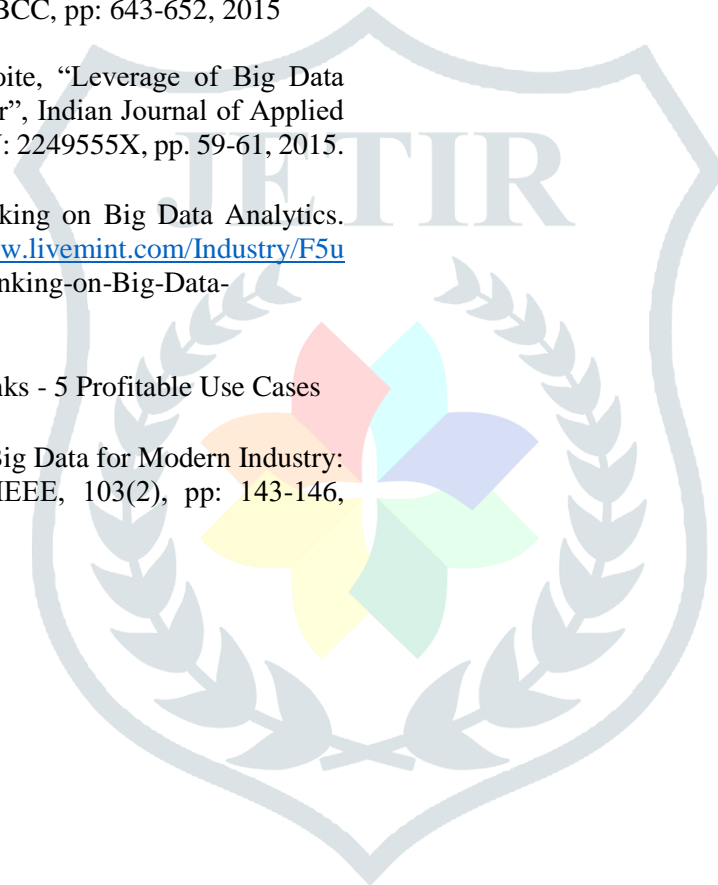 BCC, pp: 643-652, 2015
oite, “Leverage of Big Data
r”, Indian Journal of Applied
: 2249555X, pp. 59-61, 2015.
king on Big Data Analytics.
w.livemint.com/Industry/F5u
nking-on-Big-Data-
nks - 5 Profitable Use Cases
Big Data for Modern Industry:
IEEE, 103(2), pp: 143-146,
JETIR